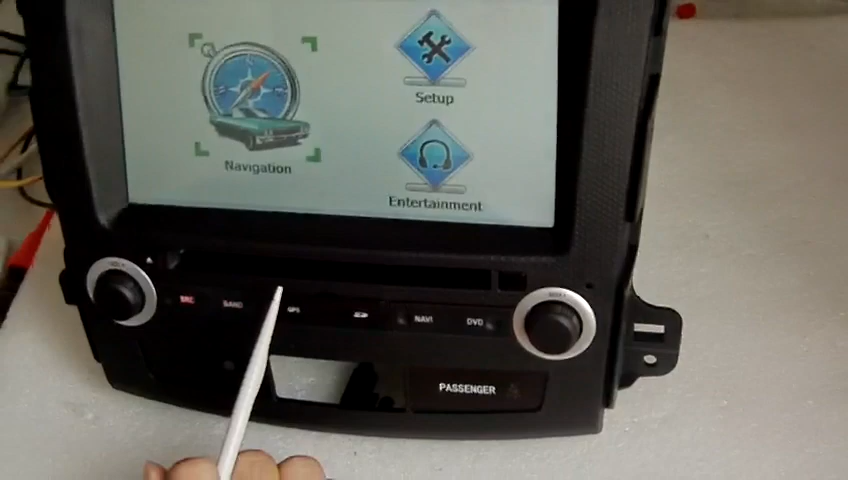 Setup
Navigation
Entertainment
SRC
BAND
GPS
NAVI
DVD
PASSENGER